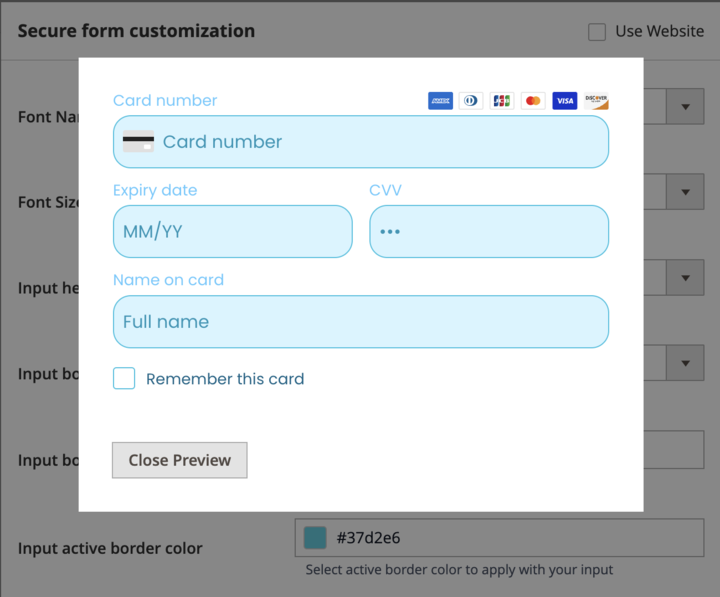 Secure form customization
Use Website
Card number
VISA
DISCOVER
Card number
Font Na
Expiry date
CVV
Font Size
MM/YY
•••
Input he
Name on card
Full name
Input bo
Remember this card
Input bo
Close Preview
Input active border color
#37d2e6
Select active border color to apply with your input